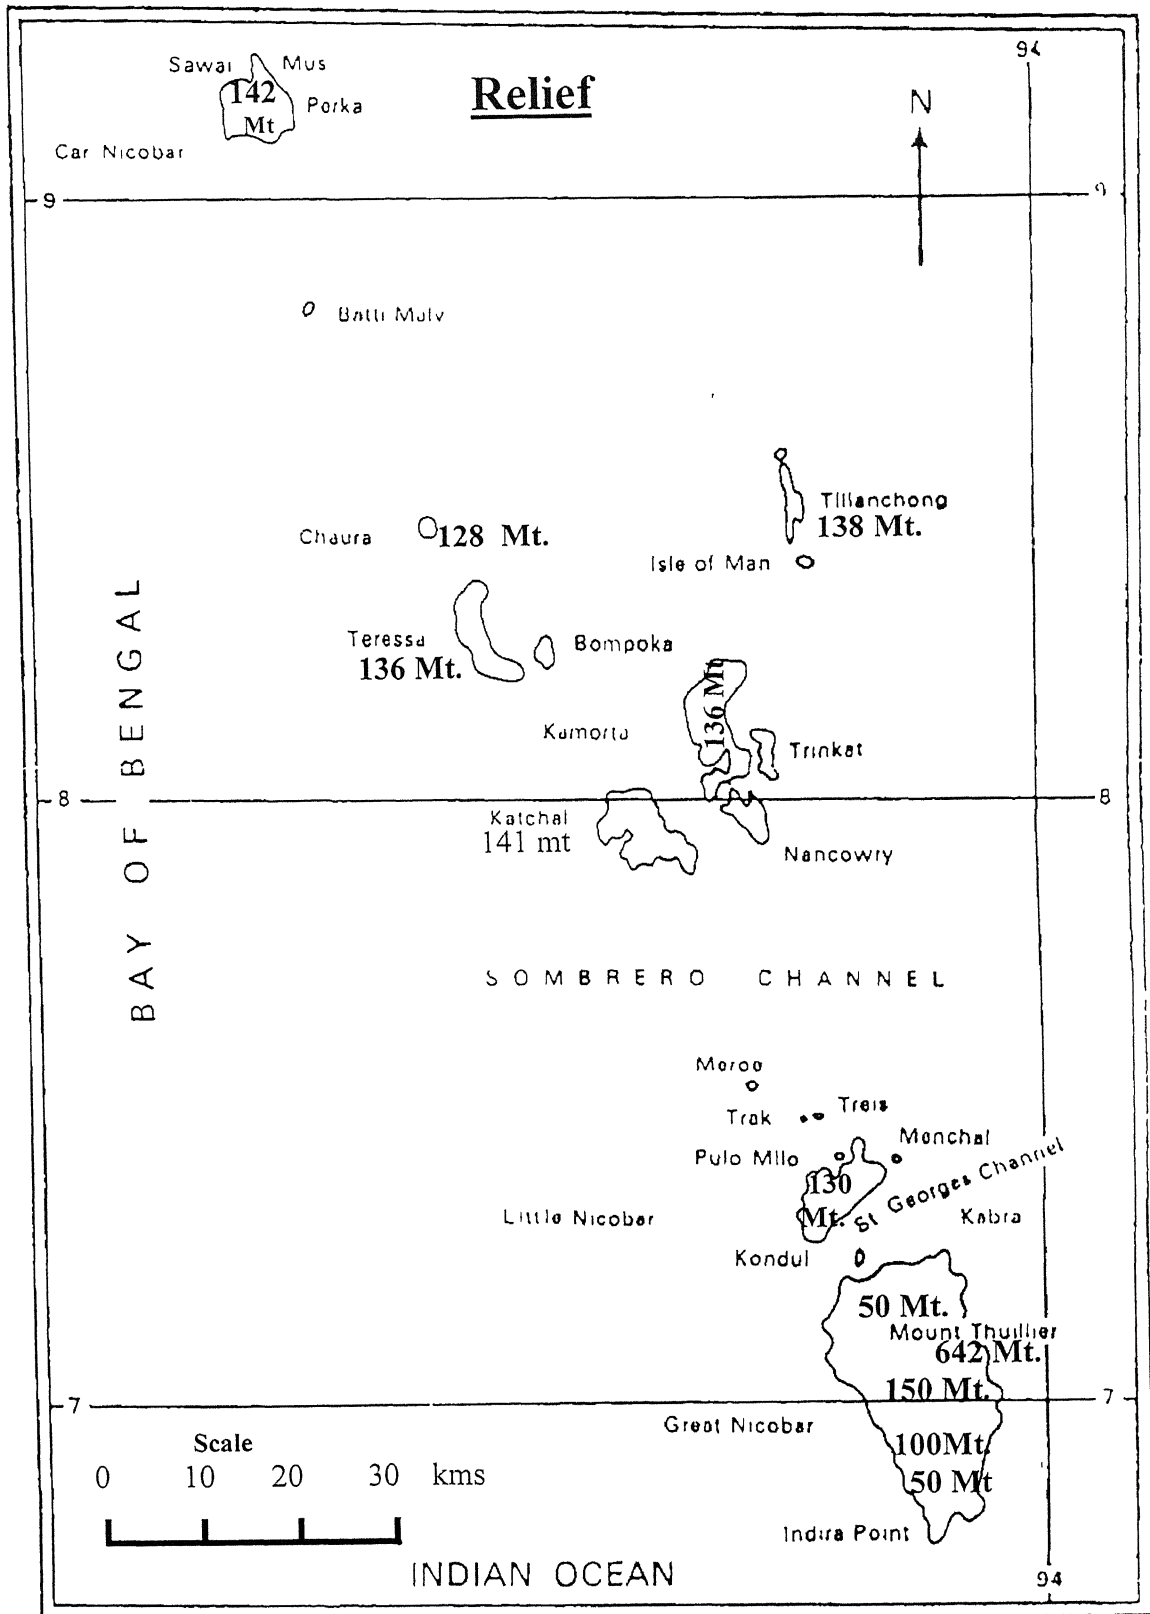 94
Sawai Mus
Relief
142
Mt
Perka
N
Car Nicobar
9 9
Batti Malv
Tillanchong
138 Mt.
Chaura 128 Mt.
Isle of Man
Teressa Bompoka
136 Mt.
136 Mt
Kamorta
Trinkat
8 8
Katchal
141 mt
Nancowry
BAY OF BENGAL
SOMBRERO CHANNEL
Meroe
Trak Treis
Menchal
Pulo Milo
130
Mt.
St Georges Channel
Little Nicobar Kabra
Kondul
50 Mt.
Mount Thuillier
642 Mt.
150 Mt.
7 7
Great Nicobar
Scale
100Mt.
0 10 20 30 kms
50 Mt
Indira Point
INDIAN OCEAN
94